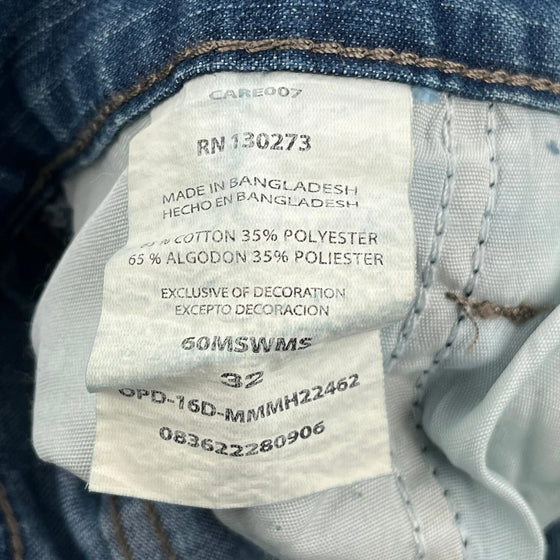 CARE007
RN 130273
MADE IN BANGLADESH
HECHO EN BANGLADESH
% COTTON 35% POLYESTER
65 % ALGODON 35% POLIESTER
EXCLUSIVE OF DECORATION
EXCEPTO DECORACION
60MSWMS
32
OPD-16D-MMMMH22462
083622280906